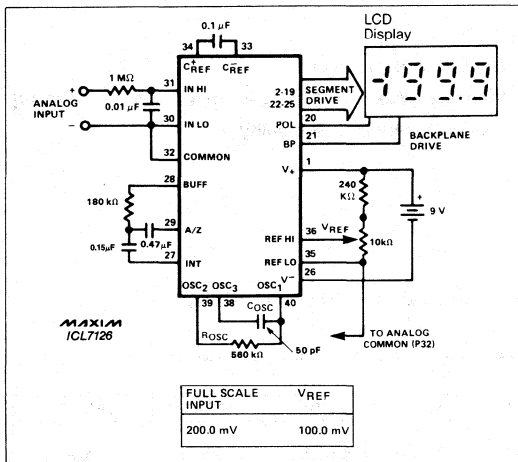 LCD
Display
0.1 µF
34
33
C+REF
C-REF
1 MΩ
31
IN HI
+
ANALOG
INPUT
-
0.01 µF
30
IN LO
32
COMMON
28
BUFF
180 kΩ
29
A/Z
0.47µF
0.15µF
27
INT
OSC2
OSC3
OSC1
39
38
40
2-19
22-25
SEGMENT
DRIVE
-199.9
20
POL
21
BP
BACKPLANE
DRIVE
1
V+
240
KΩ
+
9 V
36
REF HI
VREF
10kΩ
35
REF LO
26
V-
COSC
ROSC
560 kΩ
50 pF
TO ANALOG
COMMON (P32)
MAXIM
ICL7126
FULL SCALE
INPUT
VREF
200.0 mV
100.0 mV